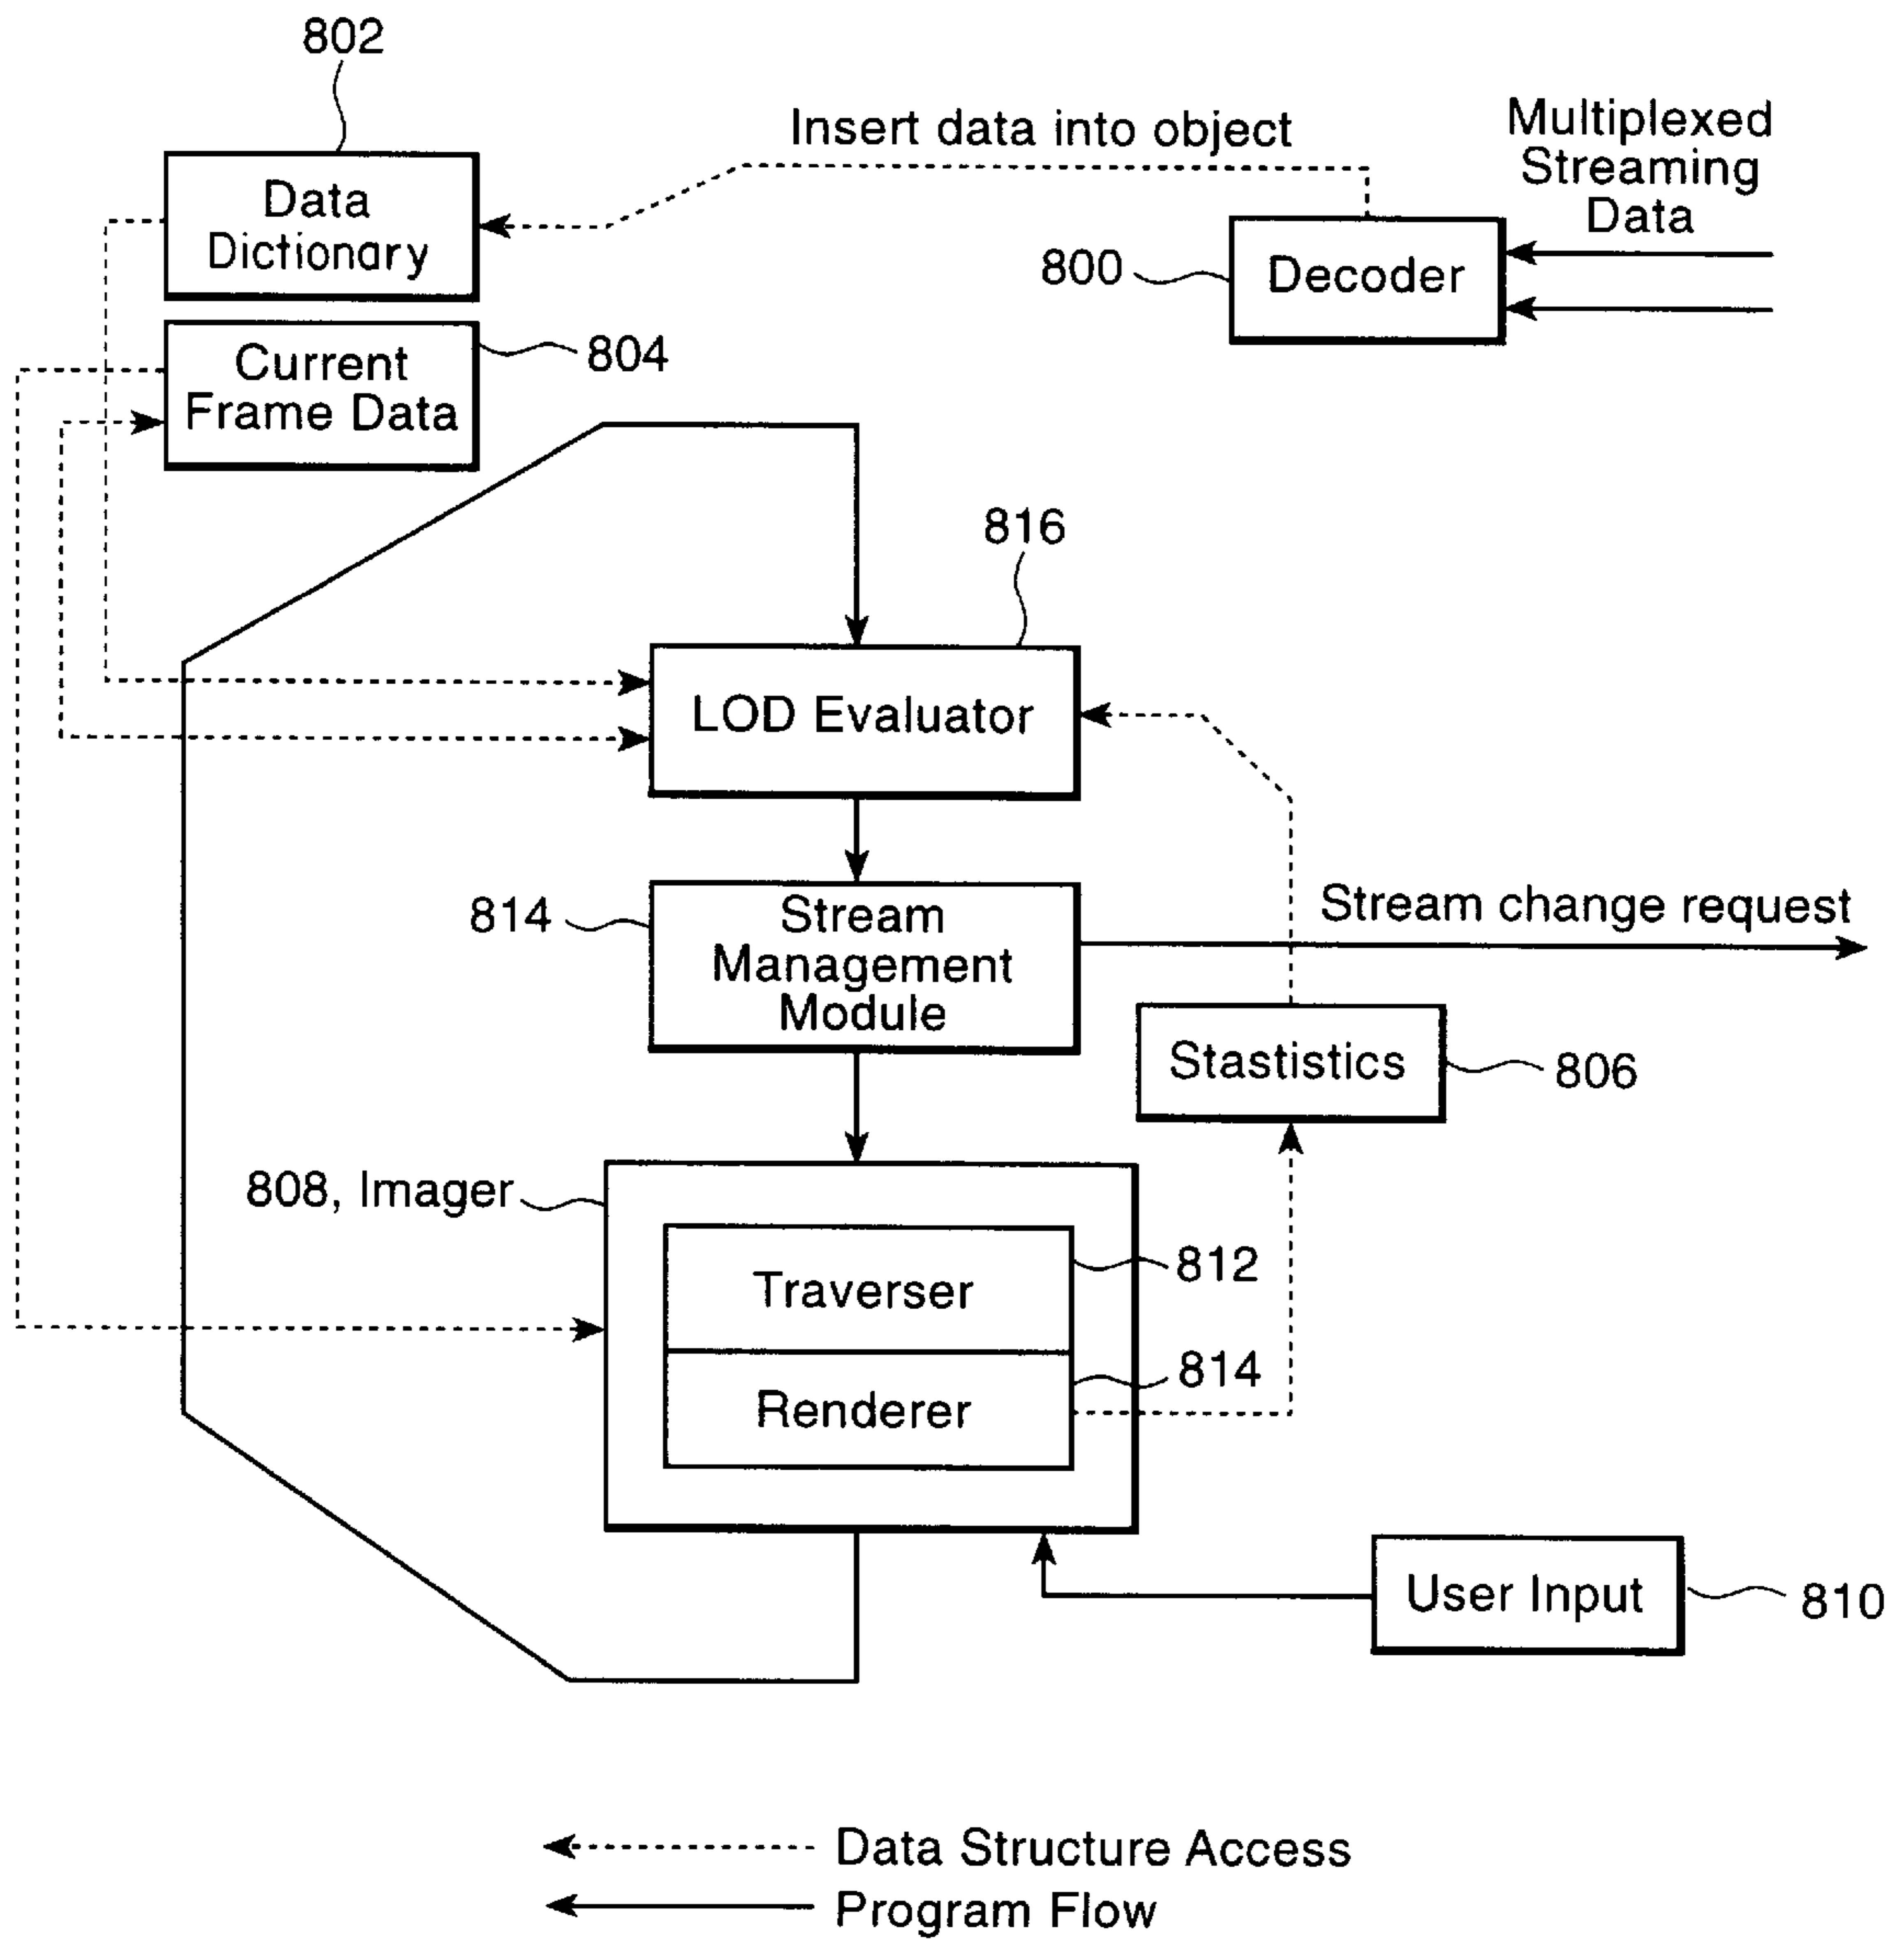 802
Insert data into object
Multiplexed
Streaming
Data
Data
Dictionary
800
Decoder
Current
Frame Data
804
816
LOD Evaluator
814
Stream
Management
Module
Stream change request
Stastistics
806
808, Imager
Traverser
812
Renderer
814
User Input
810
Data Structure Access
Program Flow